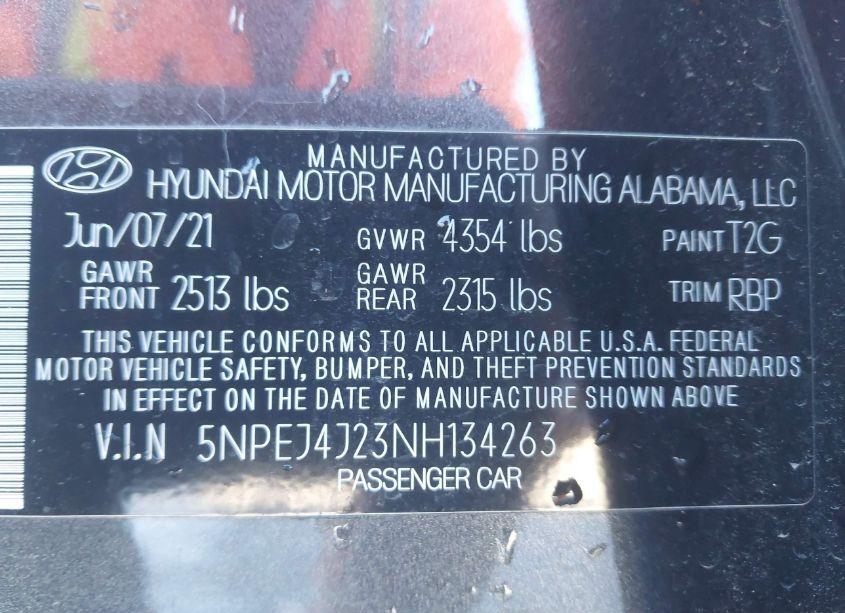 MANUFACTURED BY
HYUNDAI MOTOR MANUFACTURING ALABAMA, LLC
Jun/07/21 GVWR 4354 lbs PAINT T2G
GAWR FRONT 2513 lbs GAWR REAR 2315 lbs TRIM RBP
THIS VEHICLE CONFORMS TO ALL APPLICABLE U.S.A. FEDERAL
MOTOR VEHICLE SAFETY, BUMPER, AND THEFT PREVENTION STANDARDS
IN EFFECT ON THE DATE OF MANUFACTURE SHOWN ABOVE
V.I.N 5NPEJ4J23NH134263
PASSENGER CAR